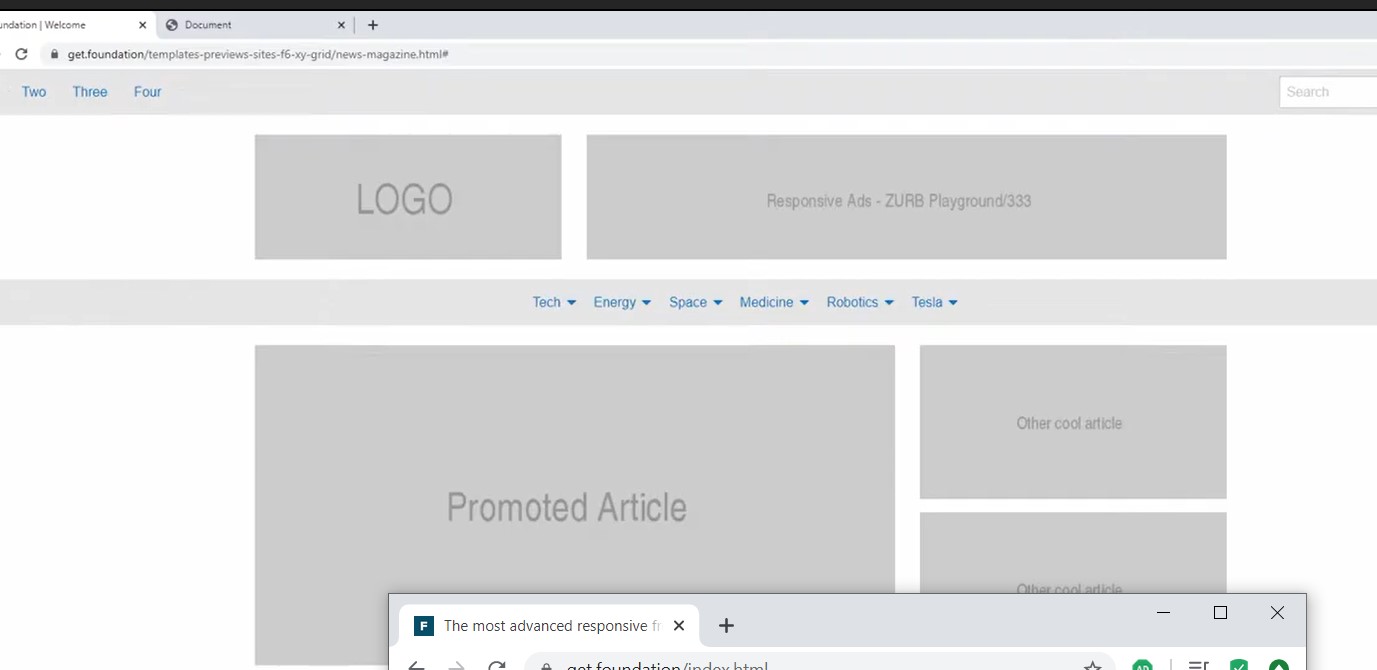 undation | Welcome
Document
get.foundation/templates-previews-sites-f6-xy-grid/news-magazine.html#
Two Three Four
Search
LOGO
Responsive Ads - ZURB Playground/333
Tech Energy Space Medicine Robotics Tesla
Promoted Article
Other cool article
Other cool article
F The most advanced responsive fr
get.foundation/index.html